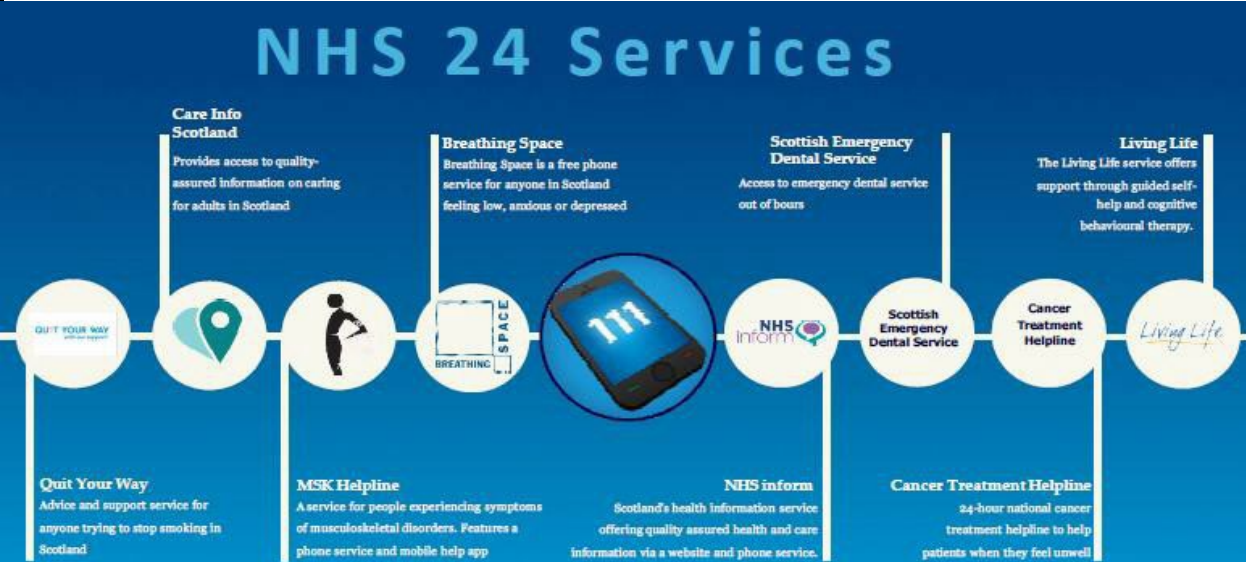 NHS 24 Services
Care Info
Scotland
Provides access to quality-
assured information on caring
for adults in Scotland
Breathing Space
Breathing Space is a free phone
service for anyone in Scotland
feeling low, anxious or depressed
Scottish Emergency
Dental Service
Access to emergency dental service
out of hours
Living Life
The Living Life service offers
support through guided self-
help and cognitive
behavioural therapy.
QUIT YOUR WAY
with our support
BREATHING
SPACE
111
NHS
inform
Scottish
Emergency
Dental Service
Cancer
Treatment
Helpline
Living Life
Quit Your Way
Advice and support service for
anyone trying to stop smoking in
Scotland
MSK Helpline
A service for people experiencing symptoms
of musculoskeletal disorders. Features a
phone service and mobile help app
NHS inform
Scotland's health information service
offering quality assured health and care
information via a website and phone service.
Cancer Treatment Helpline
24-hour national cancer
treatment helpline to help
patients when they feel unwell